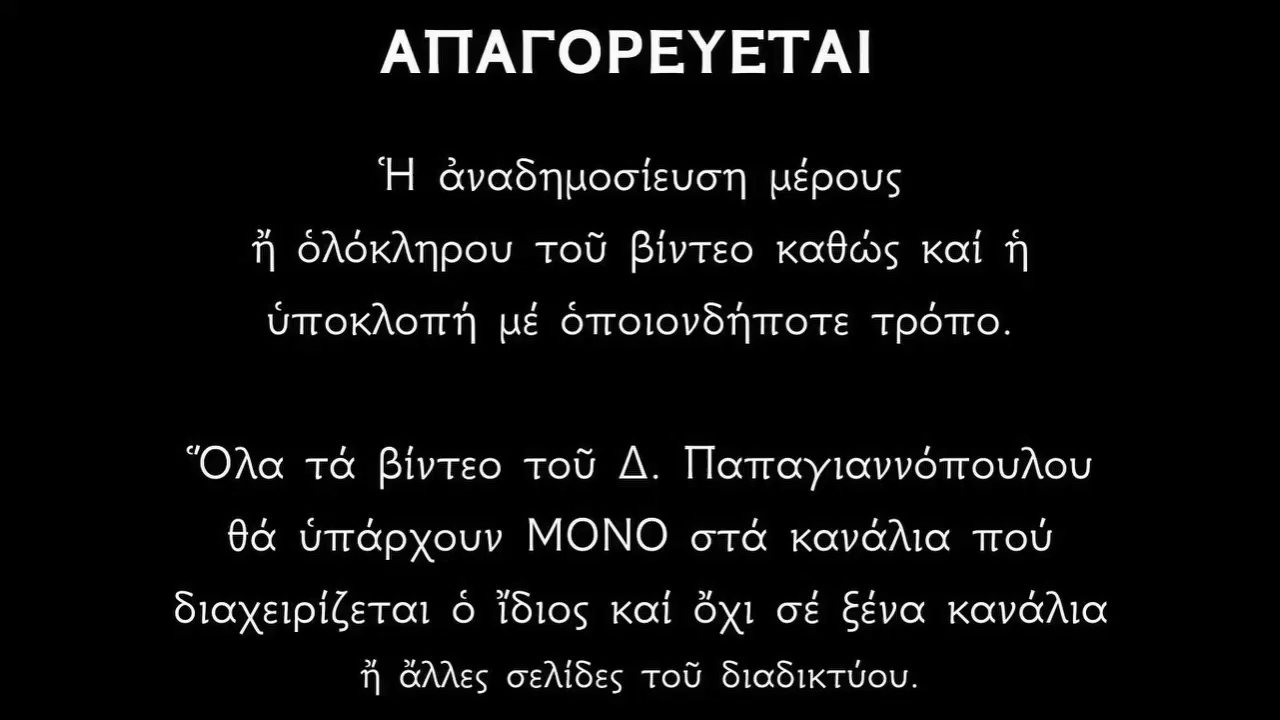 ΑΠΑΓΟΡΕΥΕΤΑΙ
Ἡ ἀναδημοσίευση μέρους
ἤ ὁλόκληρου τοῦ βίντεο καθώς καί ἡ
ὑποκλοπή μέ ὁποιονδήποτε τρόπο.
Ὅλα τά βίντεο τοῦ Δ. Παπαγιαννόπουλου
θά ὑπάρχουν ΜΟΝΟ στά κανάλια πού
διαχειρίζεται ὁ ἴδιος καί ὄχι σέ ξένα κανάλια
ἤ ἄλλες σελίδες τοῦ διαδικτύου.